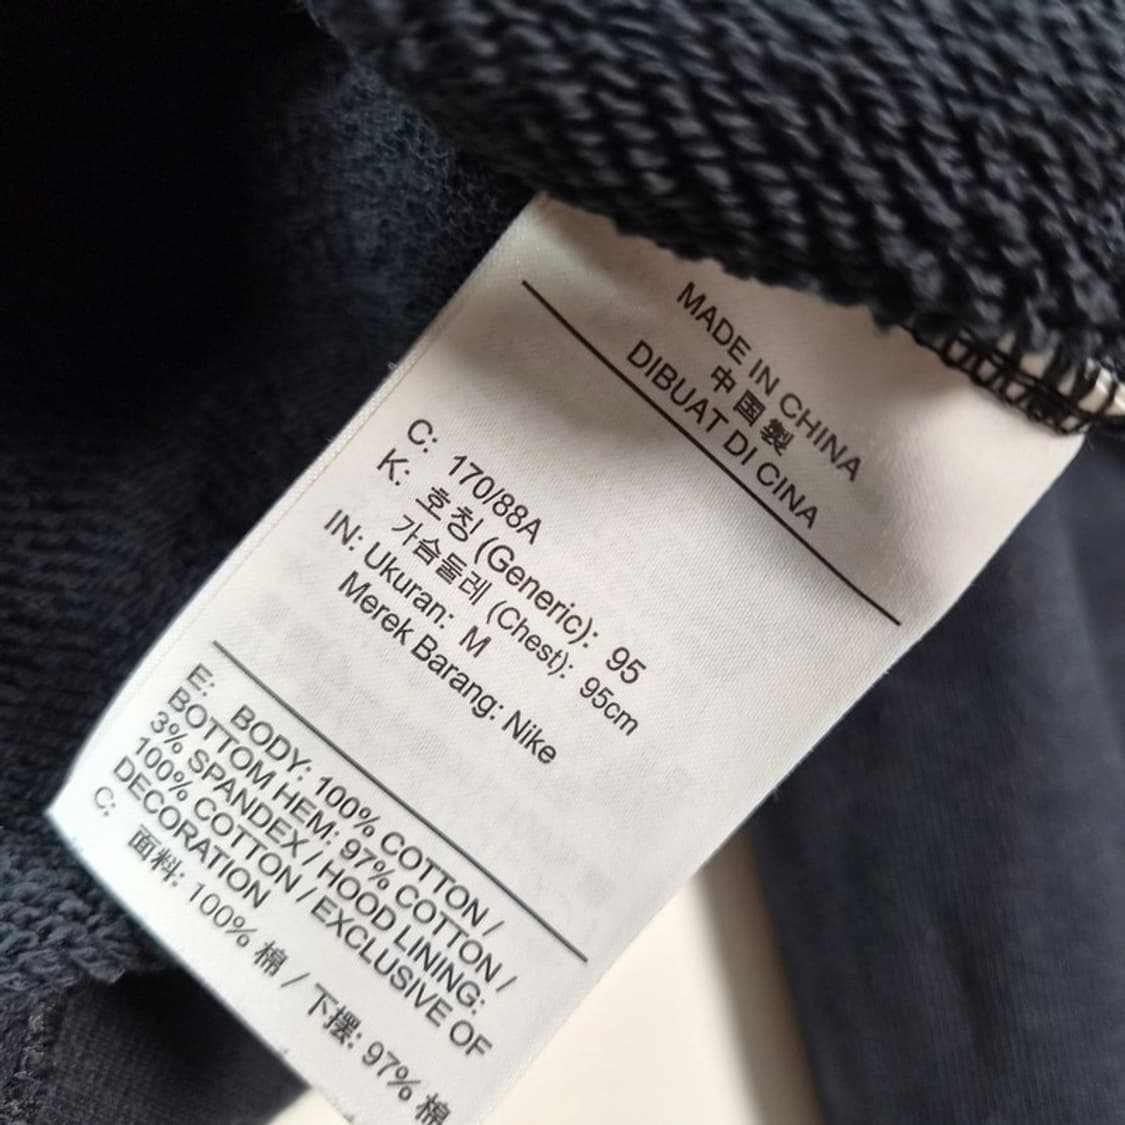 MADE IN CHINA
中国製
DIBUAT DI CINA
C: 170/88A
K: 호칭 (Generic): 95
가슴둘레 (Chest): 95cm
IN: Ukuran: M
Merek Barang: Nike
E: BODY: 100% COTTON /
BOTTOM HEM: 97% COTTON /
3% SPANDEX / HOOD LINING:
100% COTTON / EXCLUSIVE OF
DECORATION
C: 面料: 100% 棉 / 下摆: 97% 棉